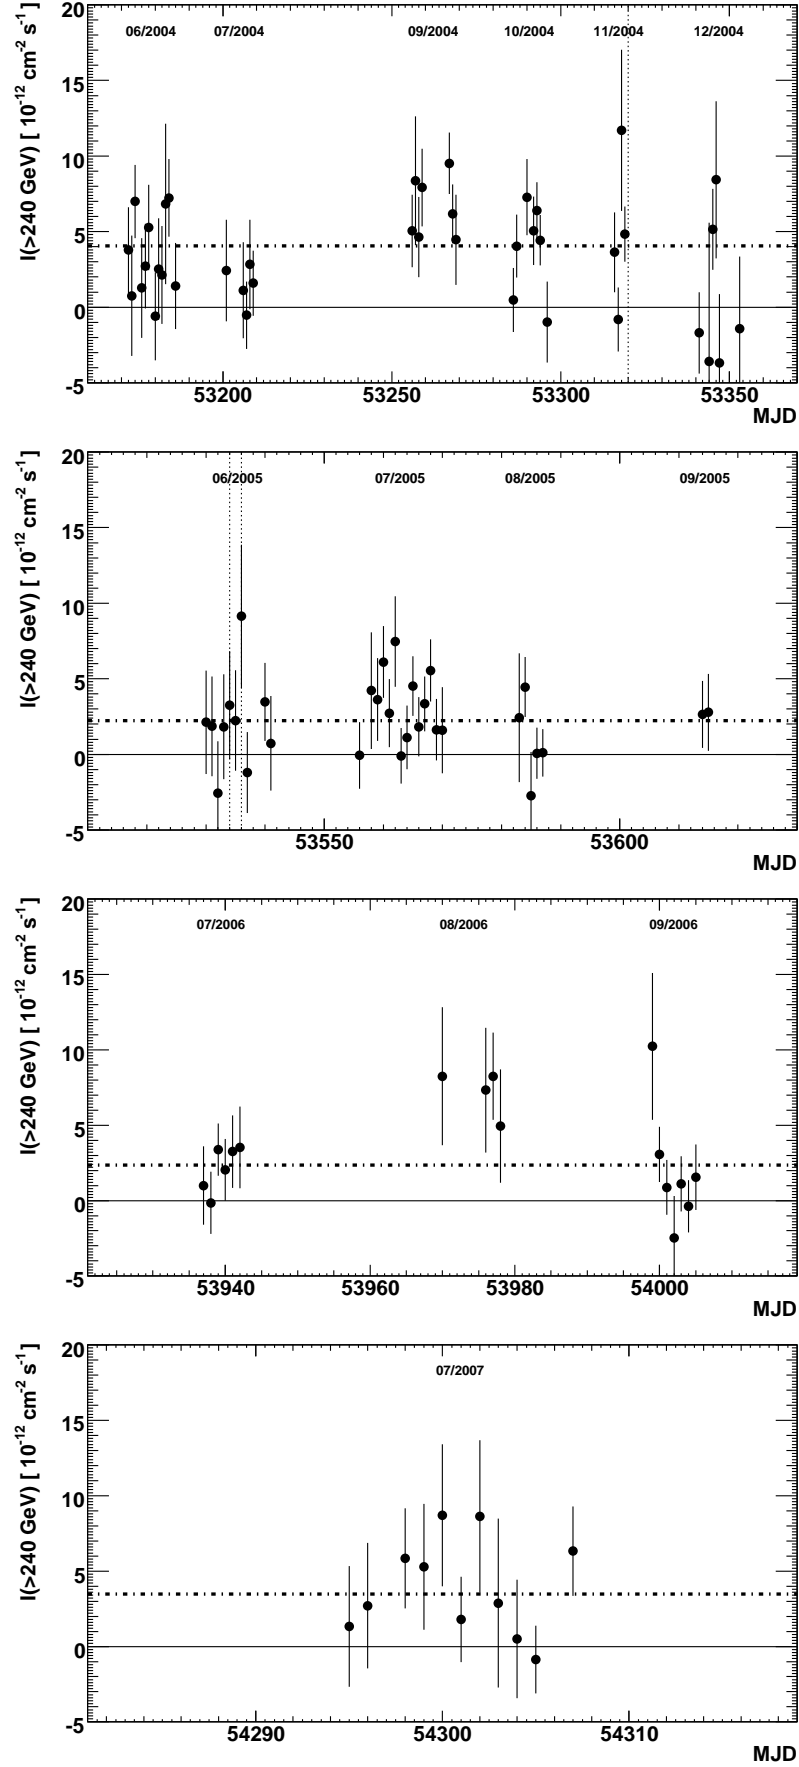 I(>240 GeV) [ 10⁻¹² cm⁻² s⁻¹]
20
15
10
5
0
-5
06/2004 07/2004 09/2004 10/2004 11/2004 12/2004
53200 53250 53300 53350
MJD
I(>240 GeV) [ 10⁻¹² cm⁻² s⁻¹]
20
15
10
5
0
-5
06/2005 07/2005 08/2005 09/2005
53550 53600
MJD
I(>240 GeV) [ 10⁻¹² cm⁻² s⁻¹]
20
15
10
5
0
-5
07/2006 08/2006 09/2006
53940 53960 53980 54000
MJD
I(>240 GeV) [ 10⁻¹² cm⁻² s⁻¹]
20
15
10
5
0
-5
07/2007
54290 54300 54310
MJD